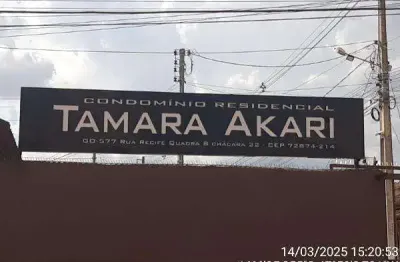 CONDOMÍNIO RESIDENCIAL
TAMARA AKARI
GO-577 RUA RECIFE QUADRA 8 CHÁCARA 22 - CEP 72874-214
14/03/2025 15:20:53